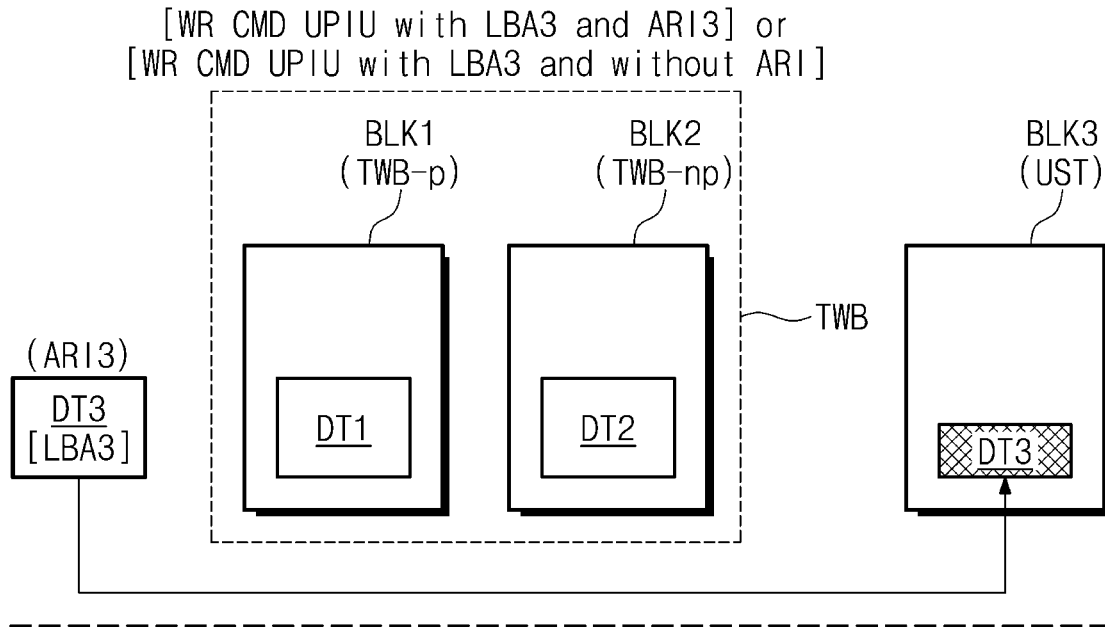 [WR CMD UPIU with LBA3 and ARI3] or
[WR CMD UPIU with LBA3 and without ARI]
BLK1
(TWB-p)
BLK2
(TWB-np)
BLK3
(UST)
TWB
(ARI3)
DT3
[LBA3]
DT1
DT2
DT3